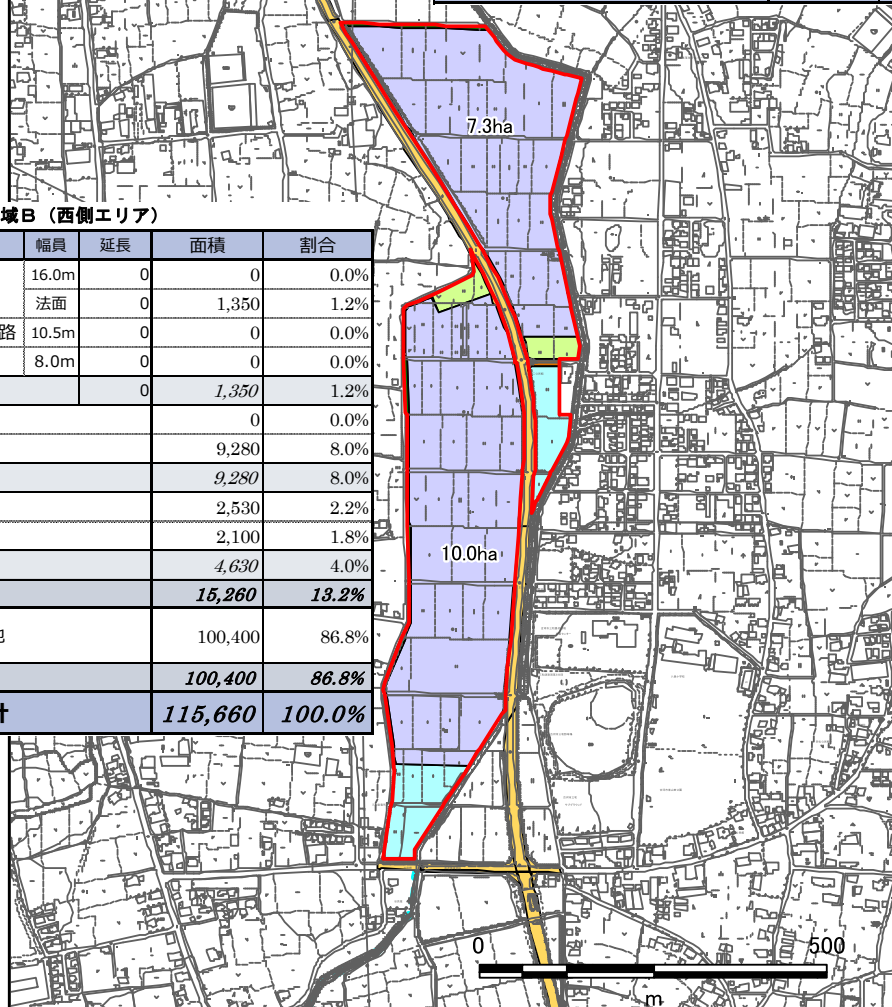 7.3ha
域B（西側エリア）
幅員 延長 面積 割合
16.0m 0 0 0.0%
法面 0 1,350 1.2%
路 10.5m 0 0 0.0%
8.0m 0 0 0.0%
0 1,350 1.2%
0 0.0%
9,280 8.0%
9,280 8.0%
2,530 2.2%
2,100 1.8%
4,630 4.0%
15,260 13.2%
100,400 86.8%
100,400 86.8%
計 115,660 100.0%
10.0ha
0 500
m